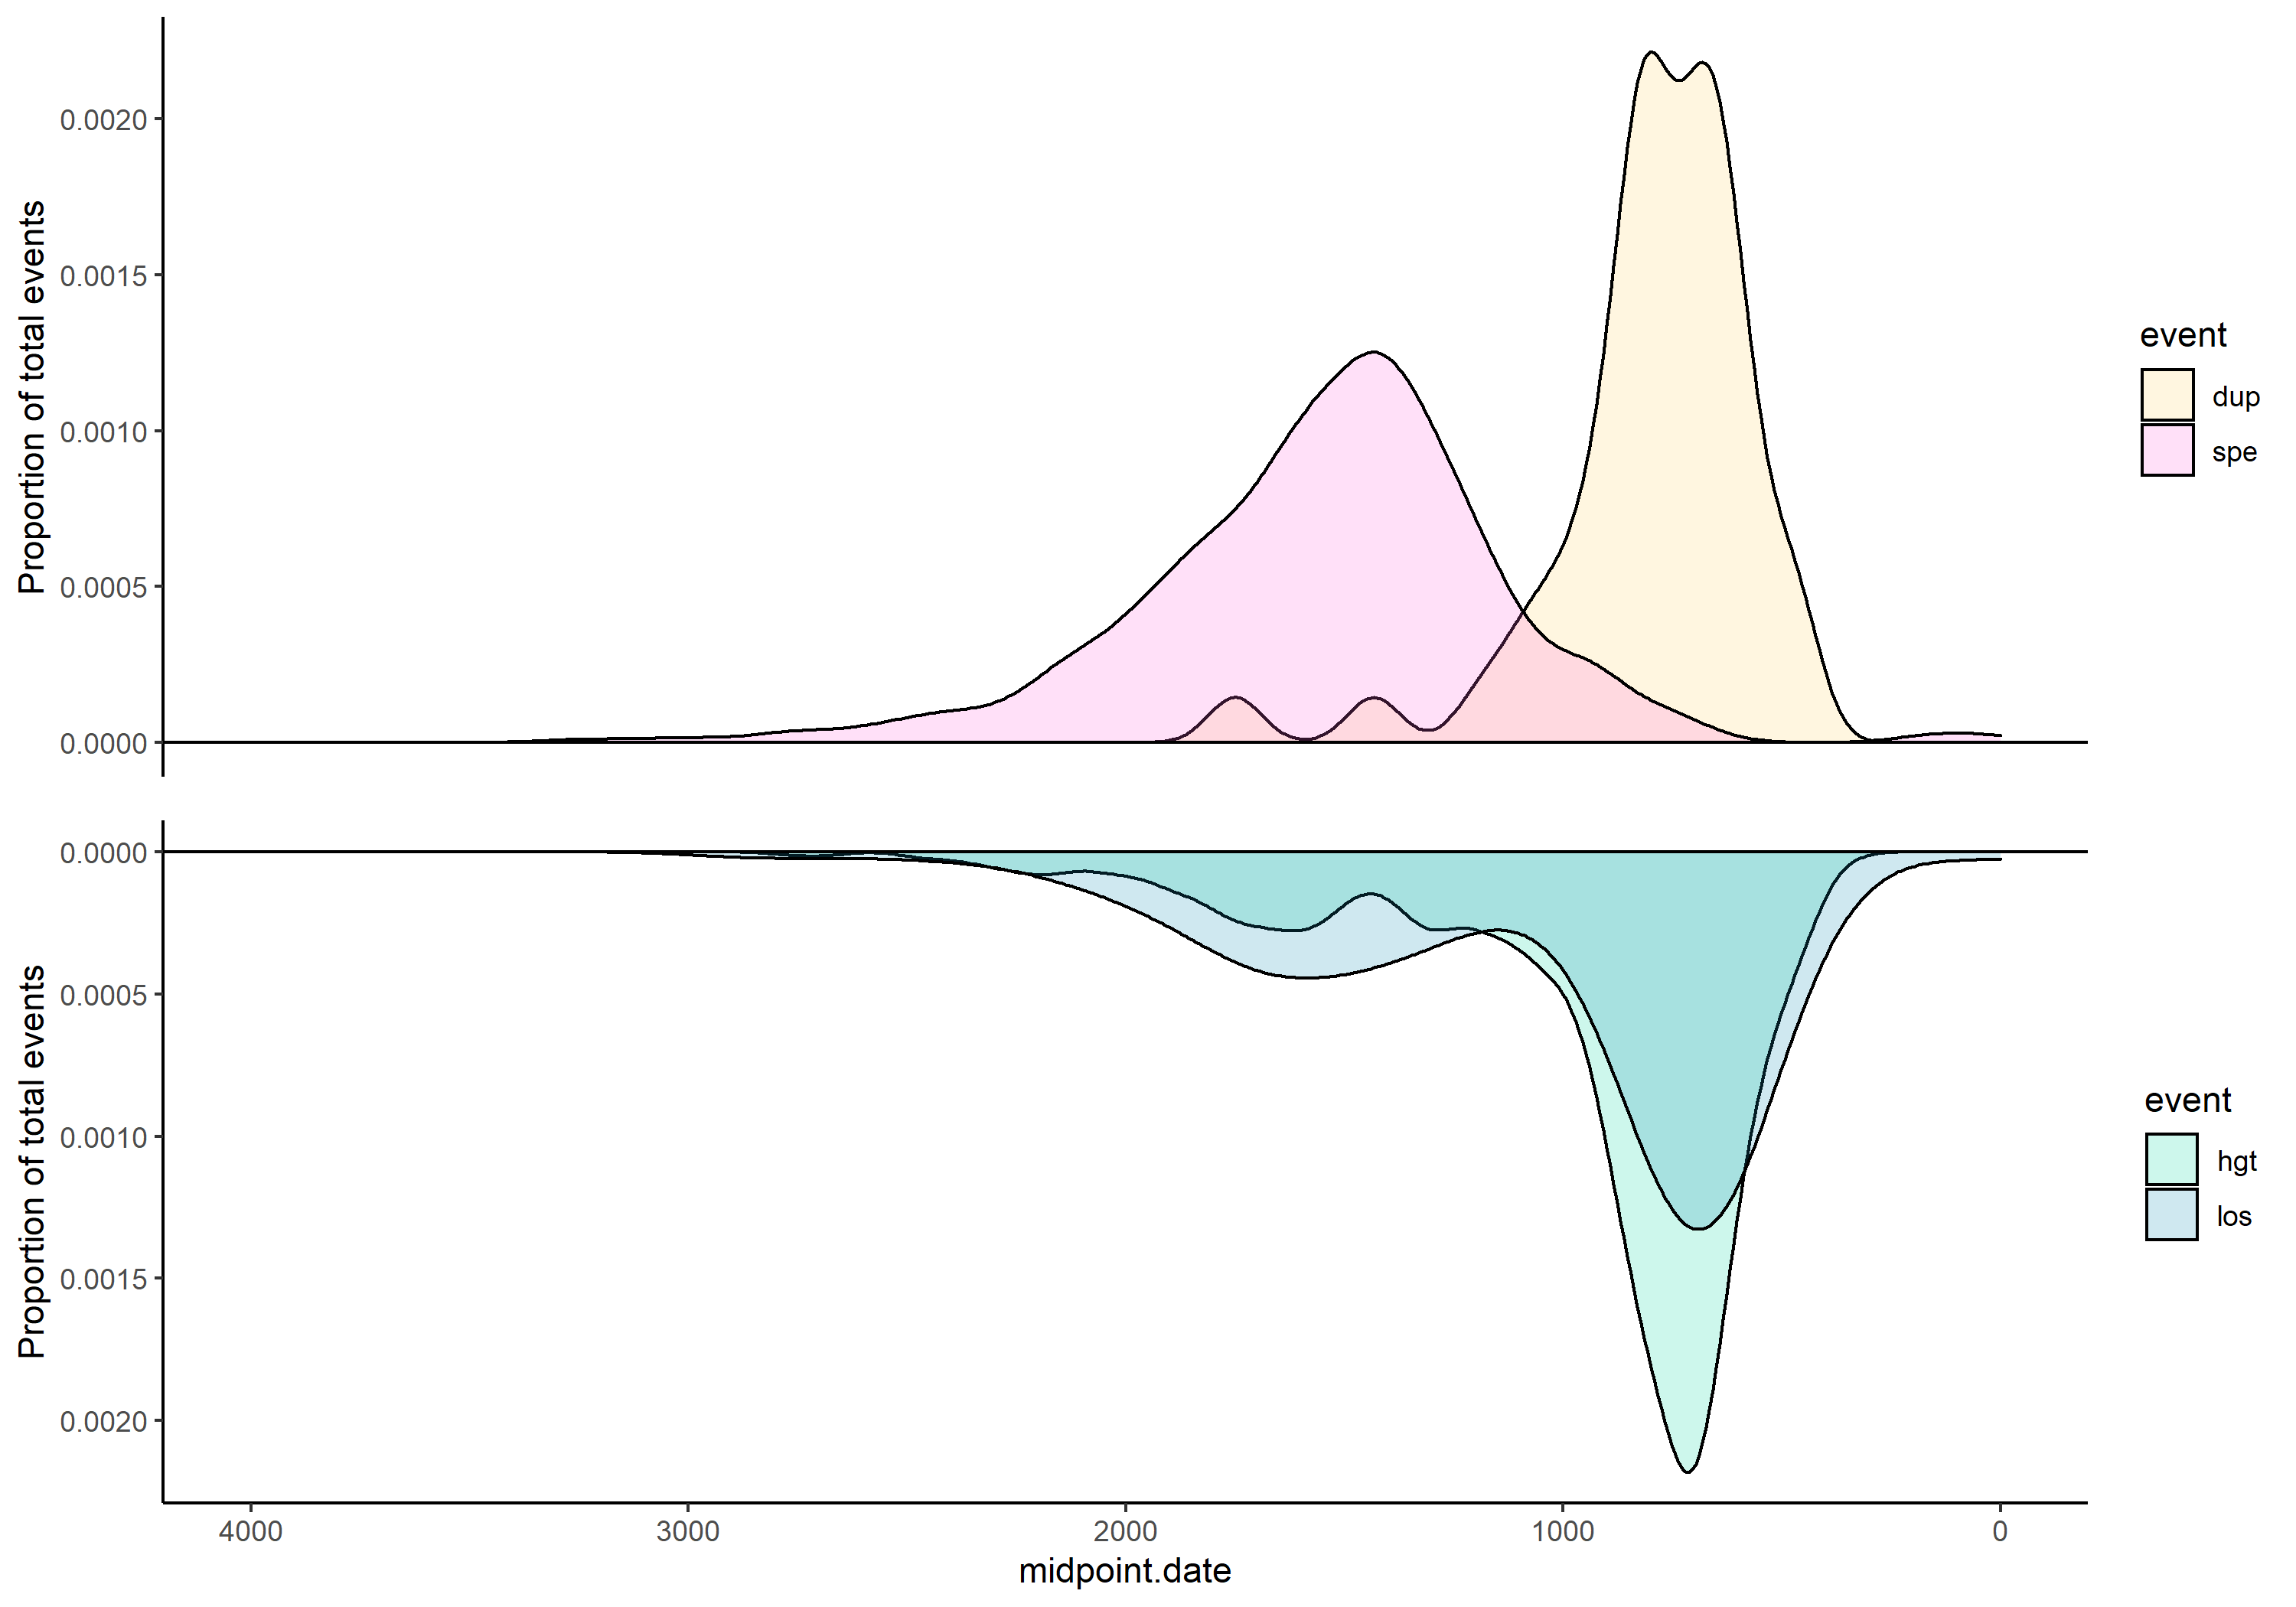 Proportion of total events
0.0020
0.0015
0.0010
0.0005
0.0000
event
dup
spe
Proportion of total events
0.0000
0.0005
0.0010
0.0015
0.0020
event
hgt
los
4000 3000 2000 1000 0
midpoint.date